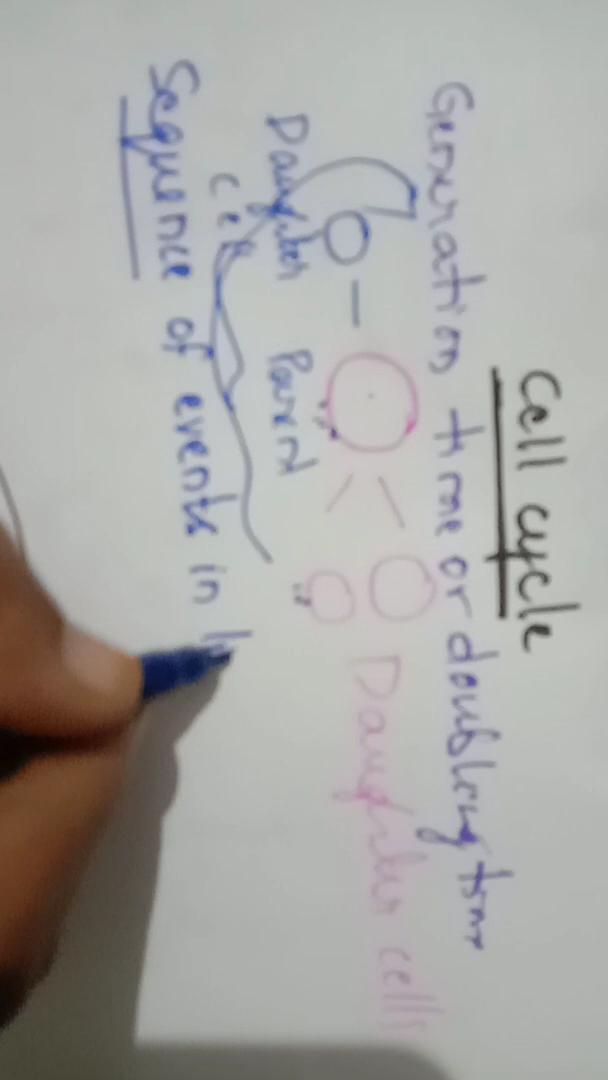 Cell cycle
Generation time or doubling time
Daughter cells
Daughter Parent
cell
Sequence of events in